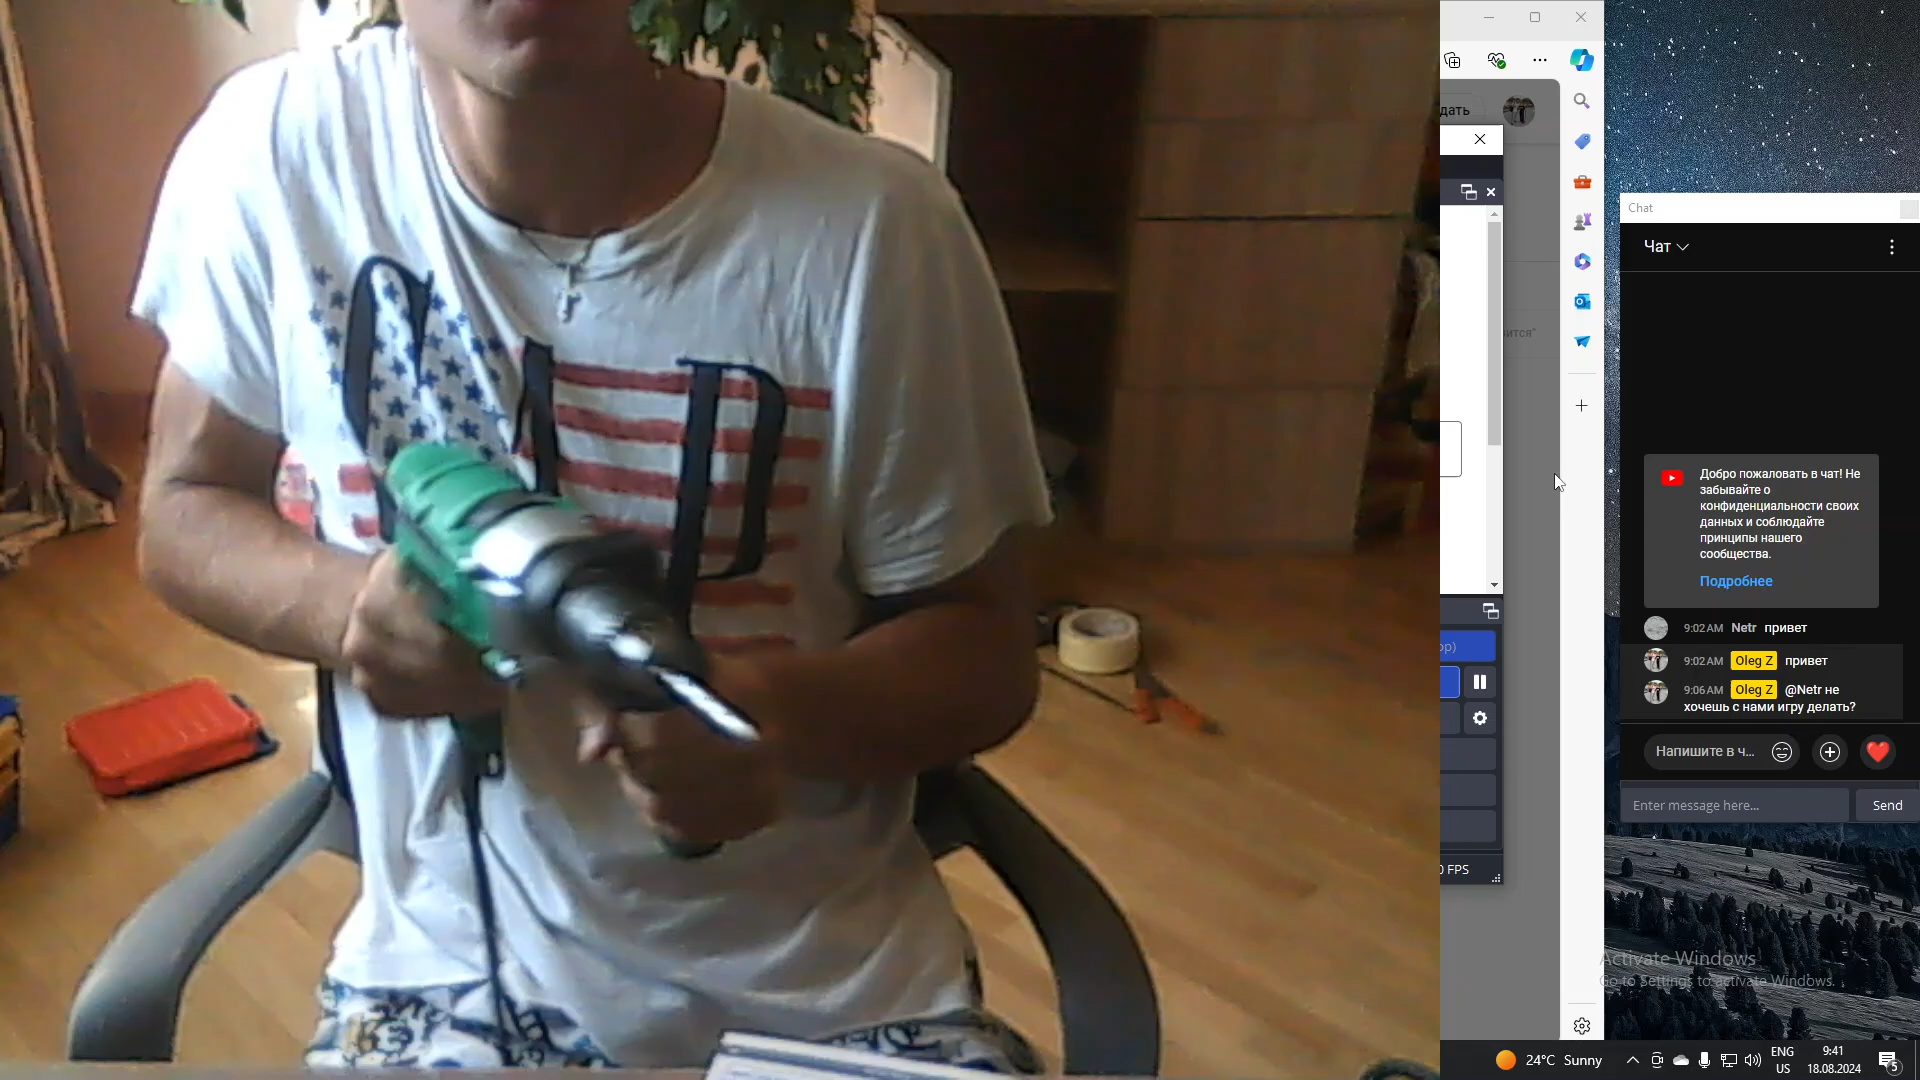 UP
дать
ится"
ор)
0 FPS
Chat
Чат
Добро пожаловать в чат! Не
забывайте о
конфиденциальности своих
данных и соблюдайте
принципы нашего
сообщества.
Подробнее
9:02 AM Netr привет
9:02 AM Oleg Z привет
9:06 AM Oleg Z @Netr не
хочешь с нами игру делать?
Напишите в ч...
Enter message here...
Send
Activate Windows
Go to Settings to activate Windows.
24°C Sunny
ENG
US
9:41
18.08.2024
5